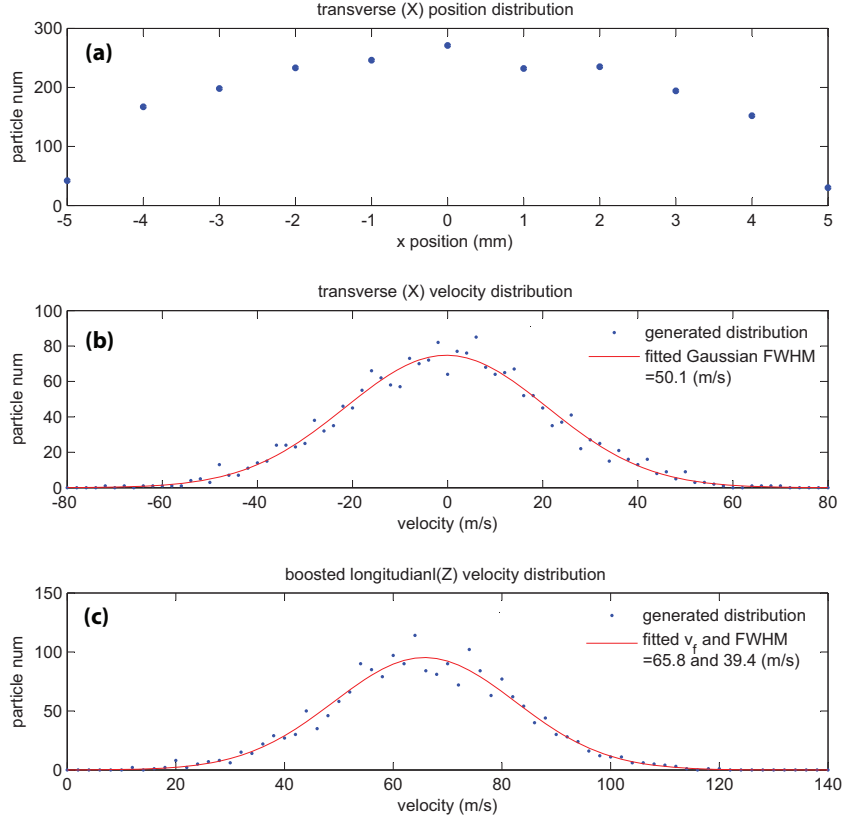 transverse (X) position distribution
(a)
300
200
100
0
particle num
-5 -4 -3 -2 -1 0 1 2 3 4 5
x position (mm)
transverse (X) velocity distribution
(b)
100
80
60
40
20
0
particle num
generated distribution
fitted Gaussian FWHM
=50.1 (m/s)
-80 -60 -40 -20 0 20 40 60 80
velocity (m/s)
boosted longitudianl(Z) velocity distribution
(c)
150
100
50
0
particle num
generated distribution
fitted v_f and FWHM
=65.8 and 39.4 (m/s)
0 20 40 60 80 100 120 140
velocity (m/s)